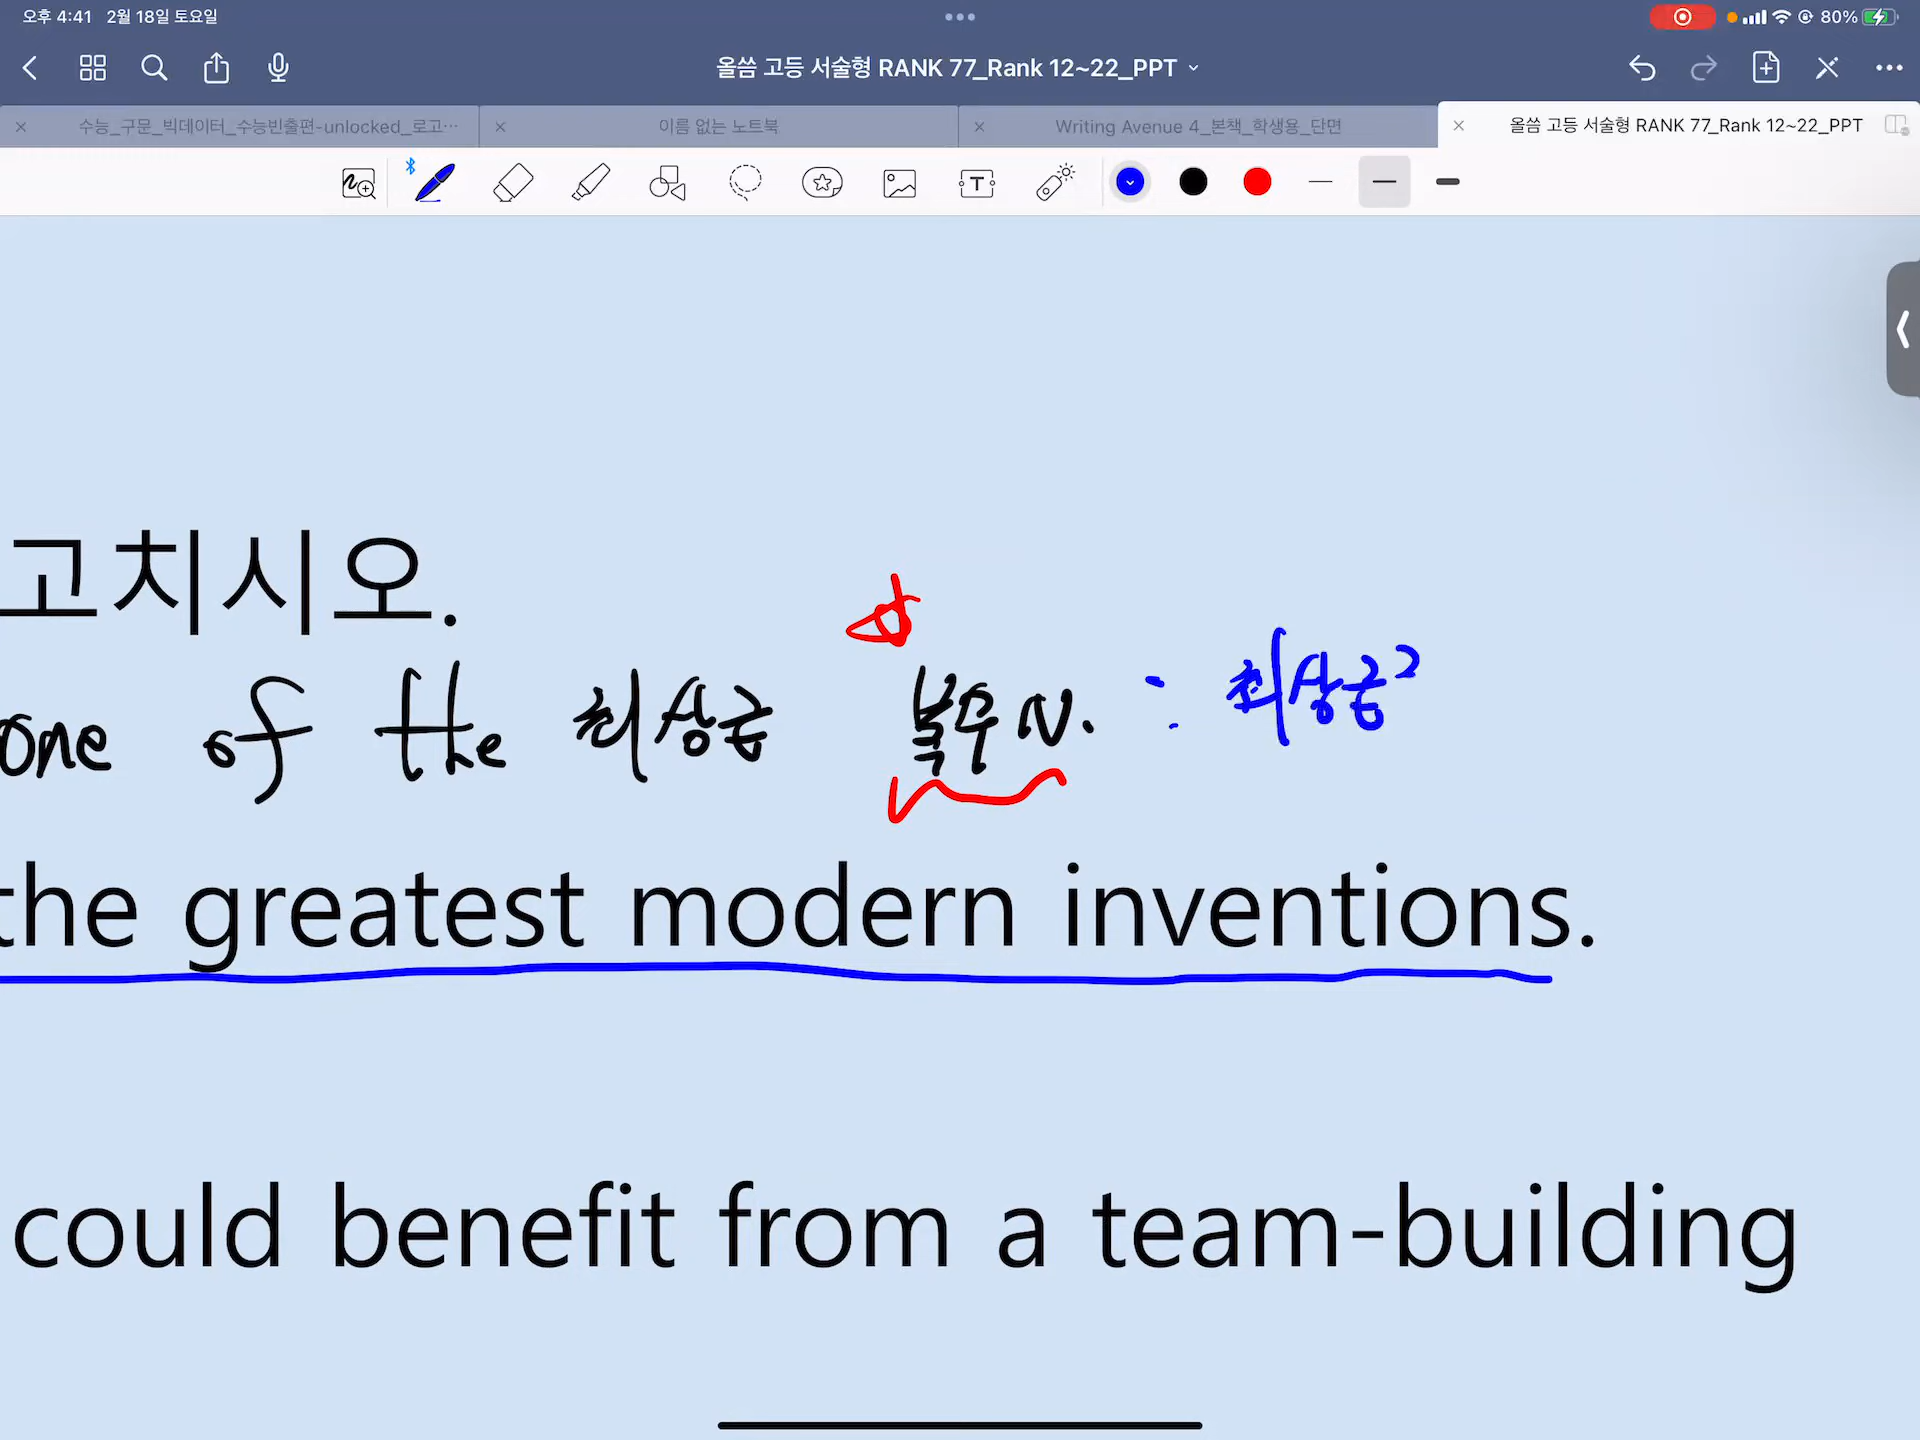 오후 4:41 2월 18일 토요일 80%
올씀 고등 서술형 RANK 77_Rank 12~22_PPT
수능_구문_빅데이터_수능빈출편-unlocked_로고… 이름 없는 노트북 Writing Avenue 4_본책_학생용_단면 올씀 고등 서술형 RANK 77_Rank 12~22_PPT
고치시오.
one of the 최상급 복수 N. : 최상급
the greatest modern inventions.
could benefit from a team-building